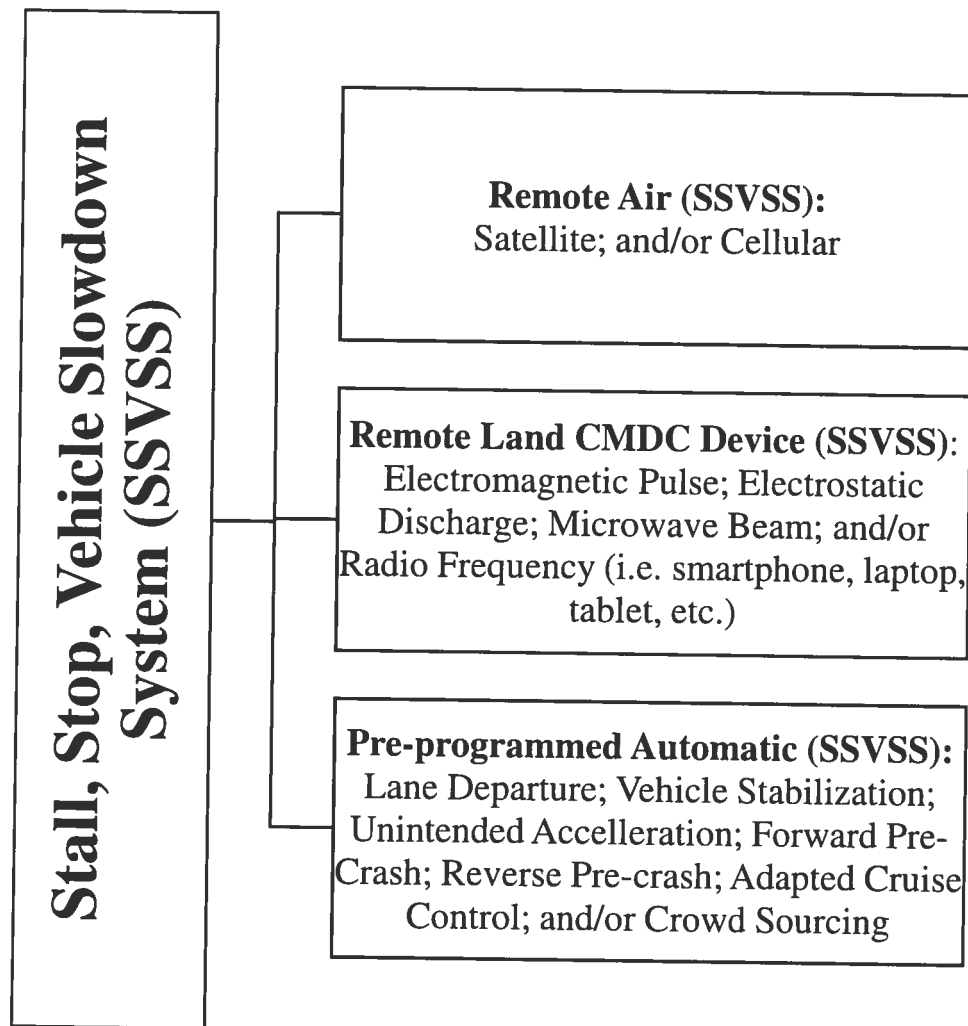 Stall, Stop, Vehicle Slowdown
System (SSVSS)
Remote Air (SSVSS):
Satellite; and/or Cellular
Remote Land CMDC Device (SSVSS):
Electromagnetic Pulse; Electrostatic
Discharge; Microwave Beam; and/or
Radio Frequency (i.e. smartphone, laptop,
tablet, etc.)
Pre-programmed Automatic (SSVSS):
Lane Departure; Vehicle Stabilization;
Unintended Accelleration; Forward Pre-
Crash; Reverse Pre-crash; Adapted Cruise
Control; and/or Crowd Sourcing